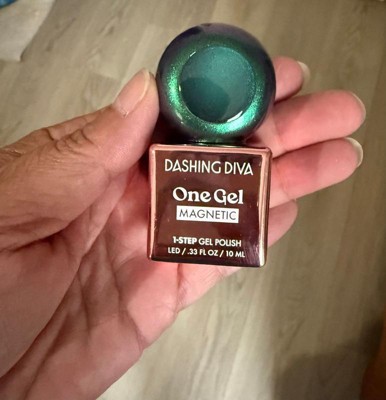 DASHING DIVA
One Gel
MAGNETIC
1-STEP GEL POLISH
LED / .33 FL OZ / 10 ML